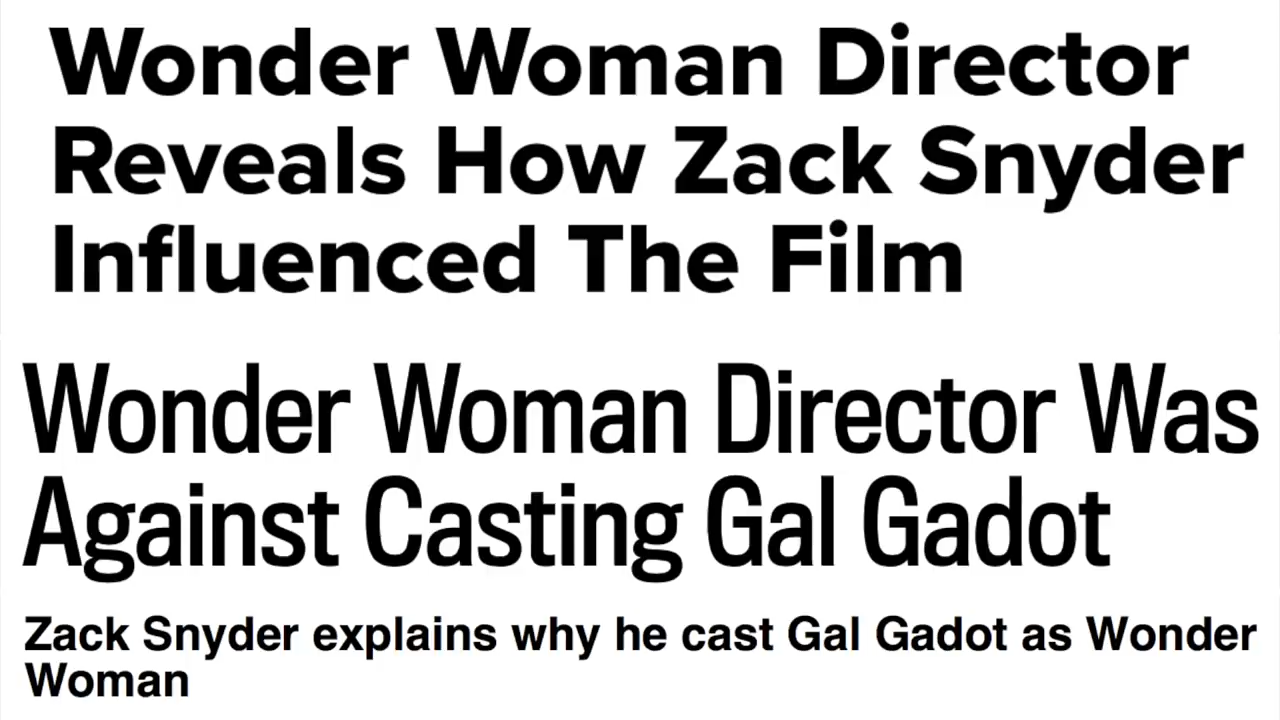 Wonder Woman Director
Reveals How Zack Snyder
Influenced The Film
Wonder Woman Director Was
Against Casting Gal Gadot
Zack Snyder explains why he cast Gal Gadot as Wonder
Woman